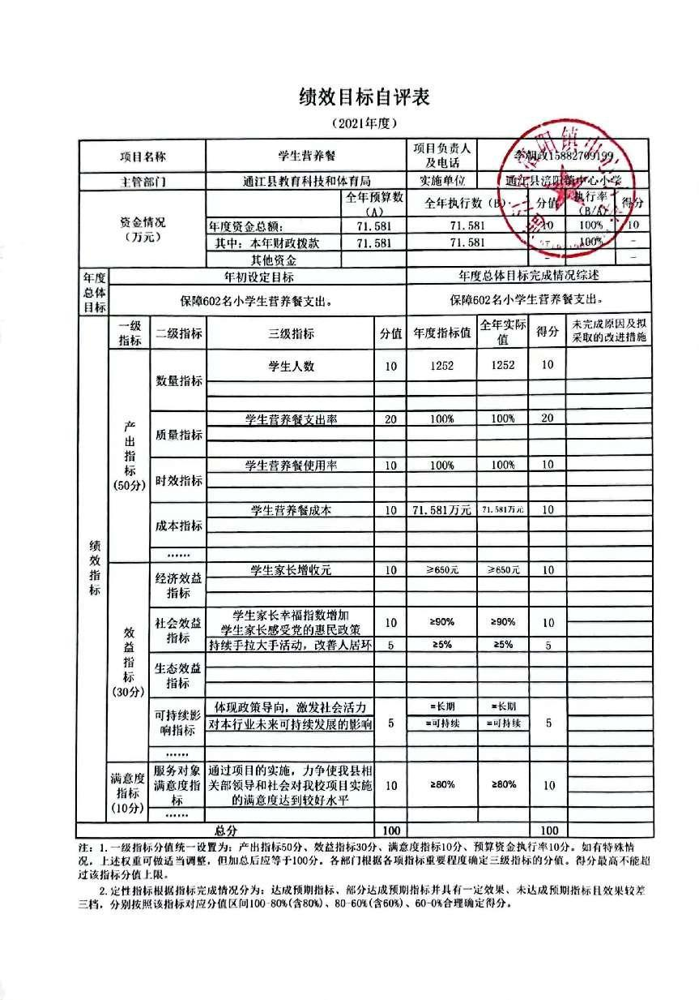 绩效目标自评表
（2021年度）
项目名称 学生营养餐 项目负责人及电话 李朝政15882709199
主管部门 通江县教育科技和体育局 实施单位 通江县涪阳镇中心小学
资金情况（万元） 全年预算数（A） 全年执行数（B） 分值 执行率（B/A） 得分
年度资金总额： 71.581 71.581 10 100% 10
其中：本年财政拨款 71.581 71.581 100% -
其他资金 - -
年度总体目标 年初设定目标 年度总体目标完成情况综述
保障602名小学生营养餐支出。 保障602名小学生营养餐支出。
绩效指标 一级指标 二级指标 三级指标 分值 年度指标值 全年实际值 得分 未完成原因及拟采取的改进措施
产出指标(50分) 数量指标 学生人数 10 1252 1252 10
质量指标 学生营养餐支出率 20 100% 100% 20
时效指标 学生营养餐使用率 10 100% 100% 10
成本指标 学生营养餐成本 10 71.581万元 71.581万元 10
……
效益指标(30分) 经济效益指标 学生家长增收元 10 ≥650元 ≥650元 10
社会效益指标 学生家长幸福指数增加
学生家长感受党的惠民政策 10 ≥90% ≥90% 10
持续手拉大手活动，改善人居环 5 ≥5% ≥5% 5
生态效益指标
可持续影响指标 体现政策导向，激发社会活力 =长期 =长期
对本行业未来可持续发展的影响 5 =可持续 =可持续 5
……
满意度指标(10分) 服务对象满意度指标 通过项目的实施，力争使我县相
关部领导和社会对我校项目实施
的满意度达到较好水平 10 ≥80% ≥80% 10
……
总分 100 100
注：1.一级指标分值统一设置为：产出指标50分、效益指标30分、满意度指标10分、预算资金执行率10分。如有特殊情
况，上述权重可做适当调整，但加总后应等于100分。各部门根据各项指标重要程度确定三级指标的分值。得分最高不能超
过该指标分值上限。
2.定性指标根据指标完成情况分为：达成预期指标、部分达成预期指标并具有一定效果、未达成预期指标且效果较差
三档，分别按照该指标对应分值区间100-80%(含80%)、80-60%(含60%)、60-0%合理确定得分。